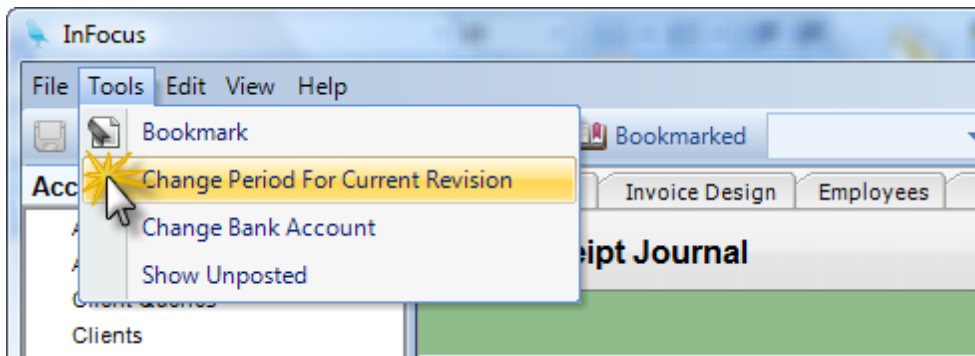 InFocus
File Tools Edit View Help
Bookmark
Bookmarked
Change Period For Current Revision
Acc
Invoice Design
Employees
Change Bank Account
ipt Journal
Show Unposted
Clients